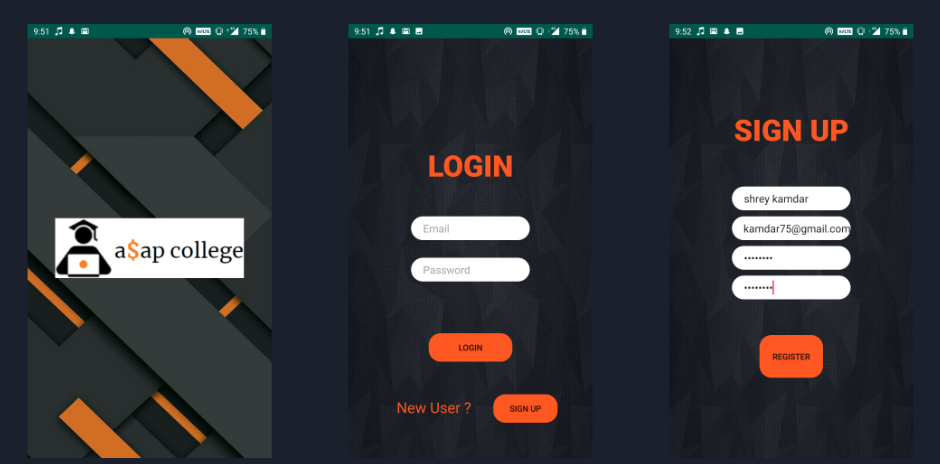 9:51
75%
a$ap college
9:51
75%
LOGIN
Email
Password
LOGIN
New User ?
SIGN UP
9:52
75%
SIGN UP
shrey kamdar
kamdar75@gmail.com
••••••••
••••••••
REGISTER